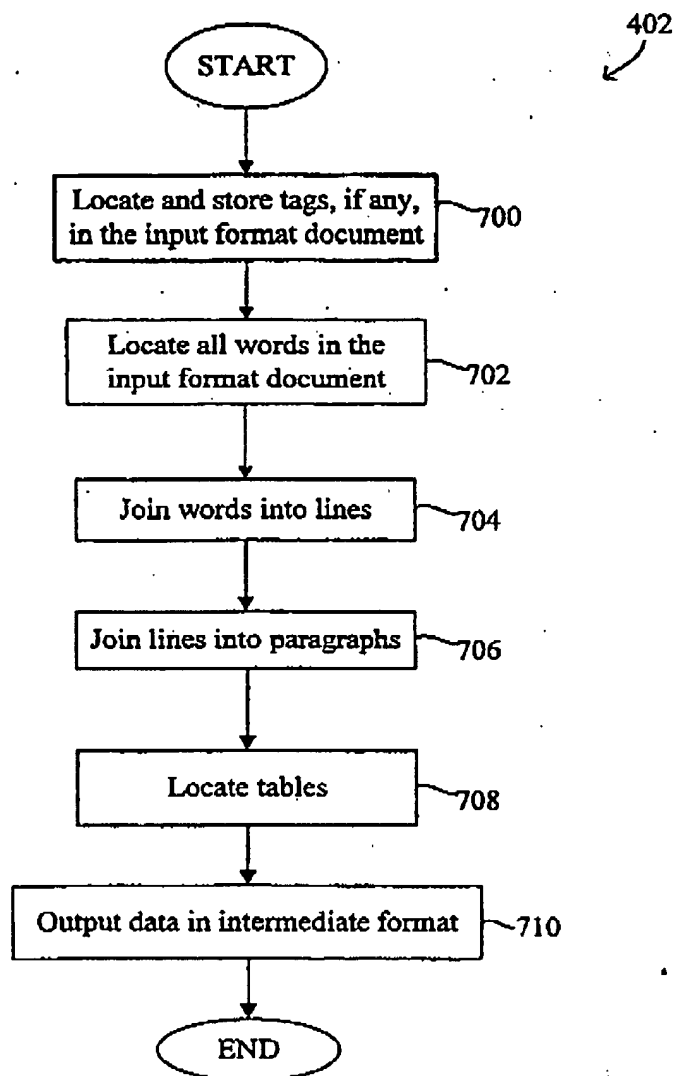 402
START
Locate and store tags, if any,
in the input format document
700
Locate all words in the
input format document
702
Join words into lines
704
Join lines into paragraphs
706
Locate tables
708
Output data in intermediate format
710
END